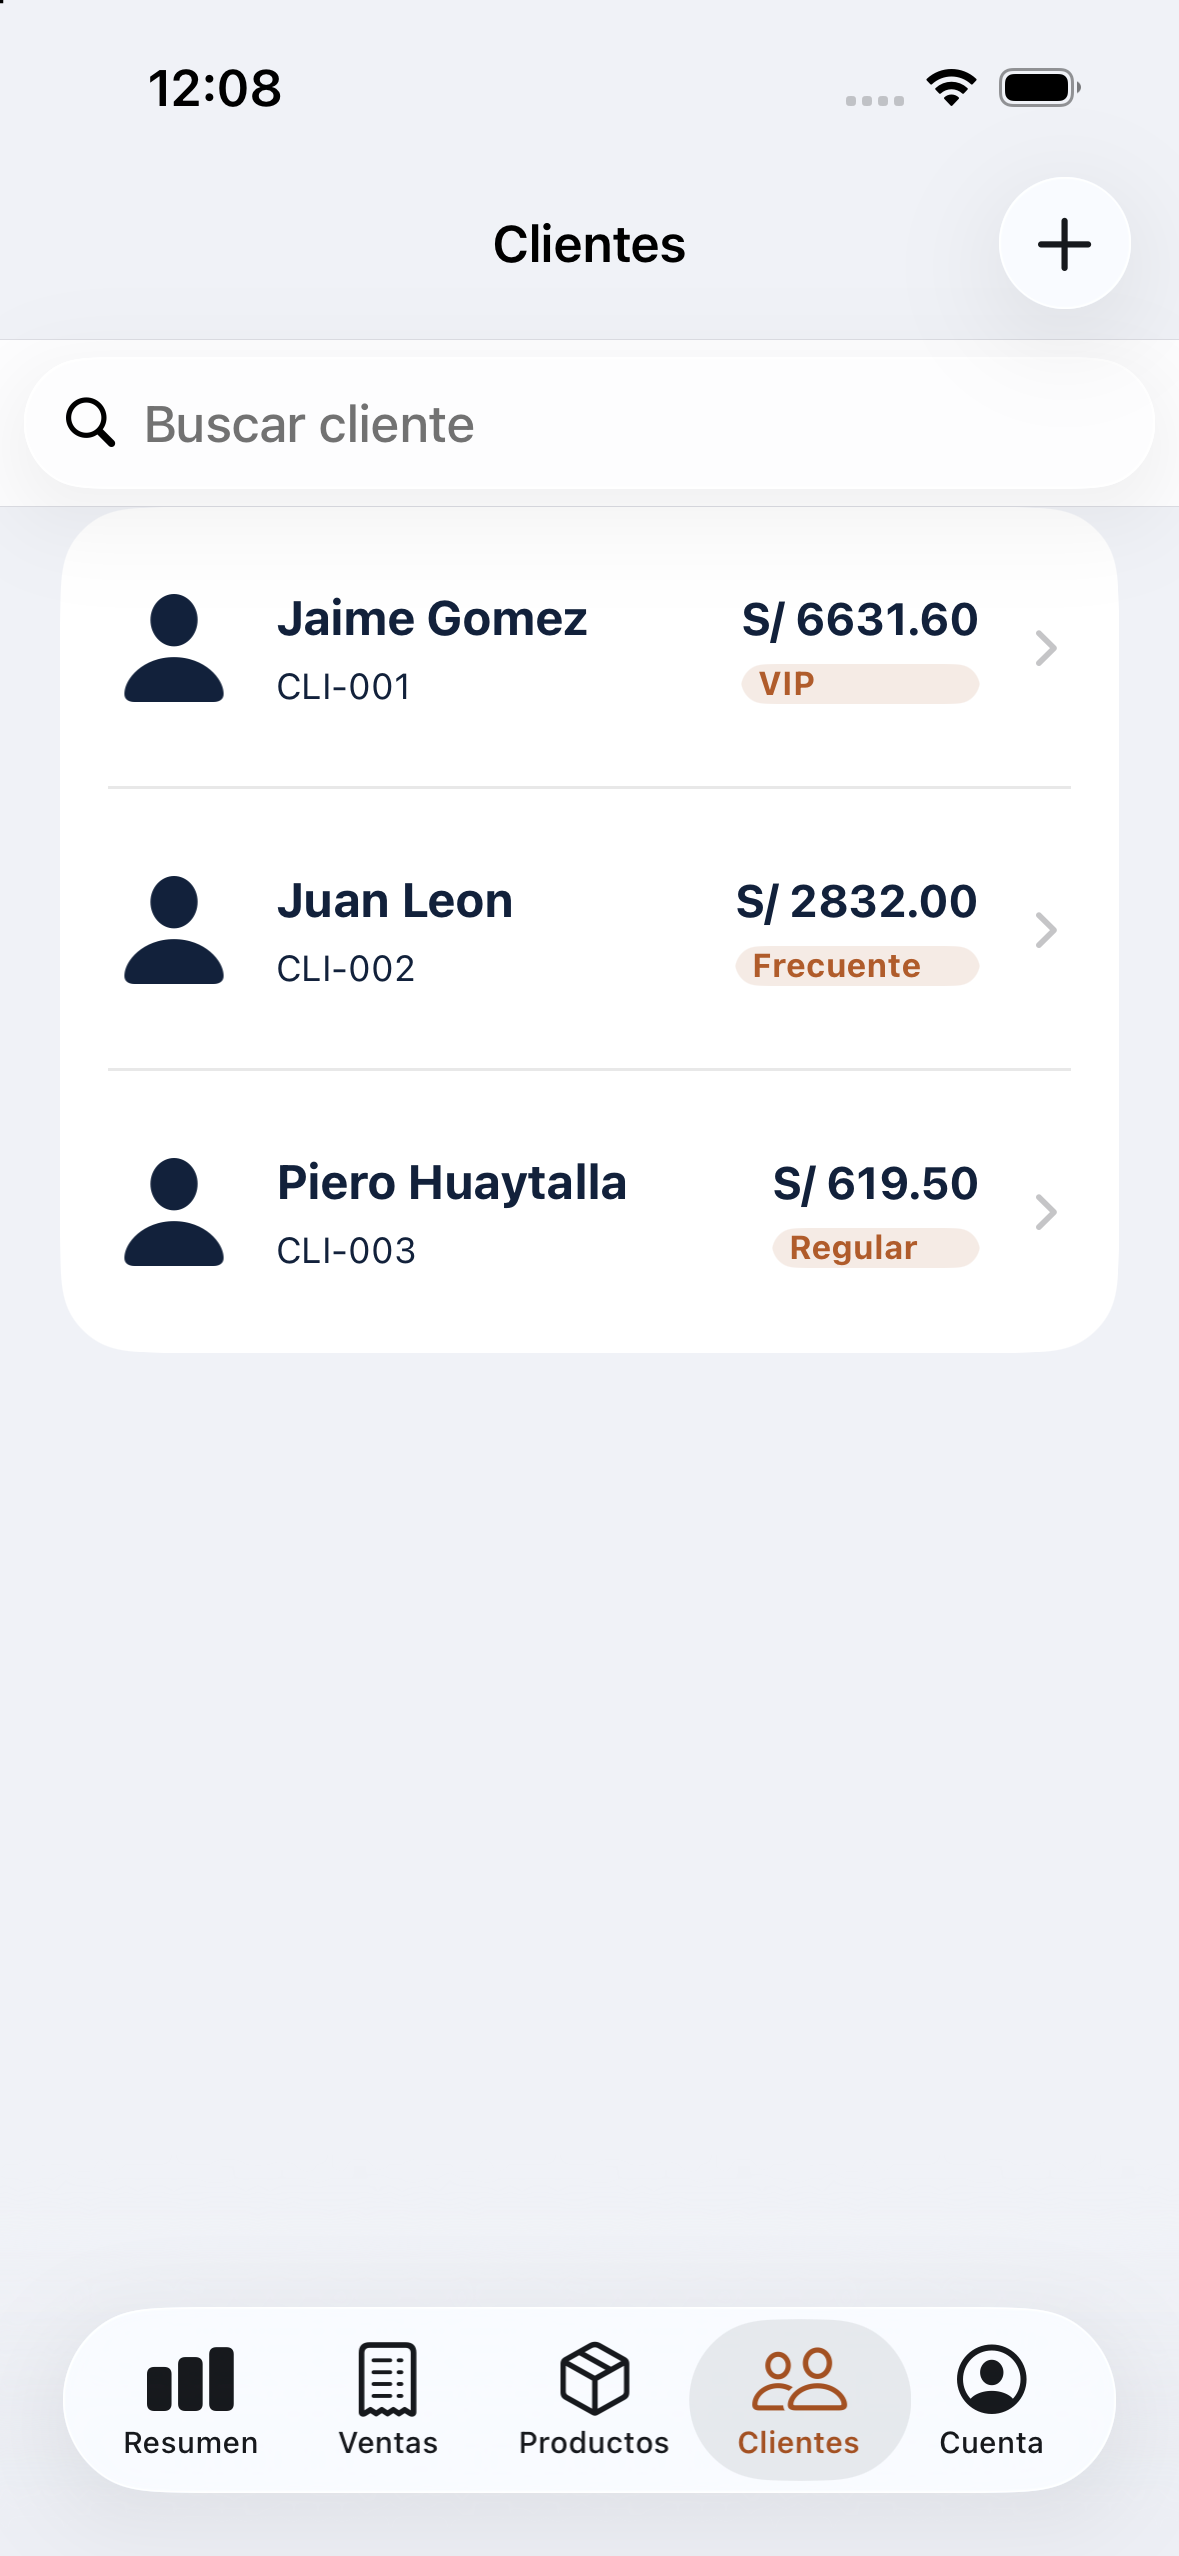 12:08
Clientes
Buscar cliente
Jaime Gomez
S/ 6631.60
CLI-001
VIP
Juan Leon
S/ 2832.00
CLI-002
Frecuente
Piero Huaytalla
S/ 619.50
CLI-003
Regular
Resumen
Ventas
Productos
Clientes
Cuenta